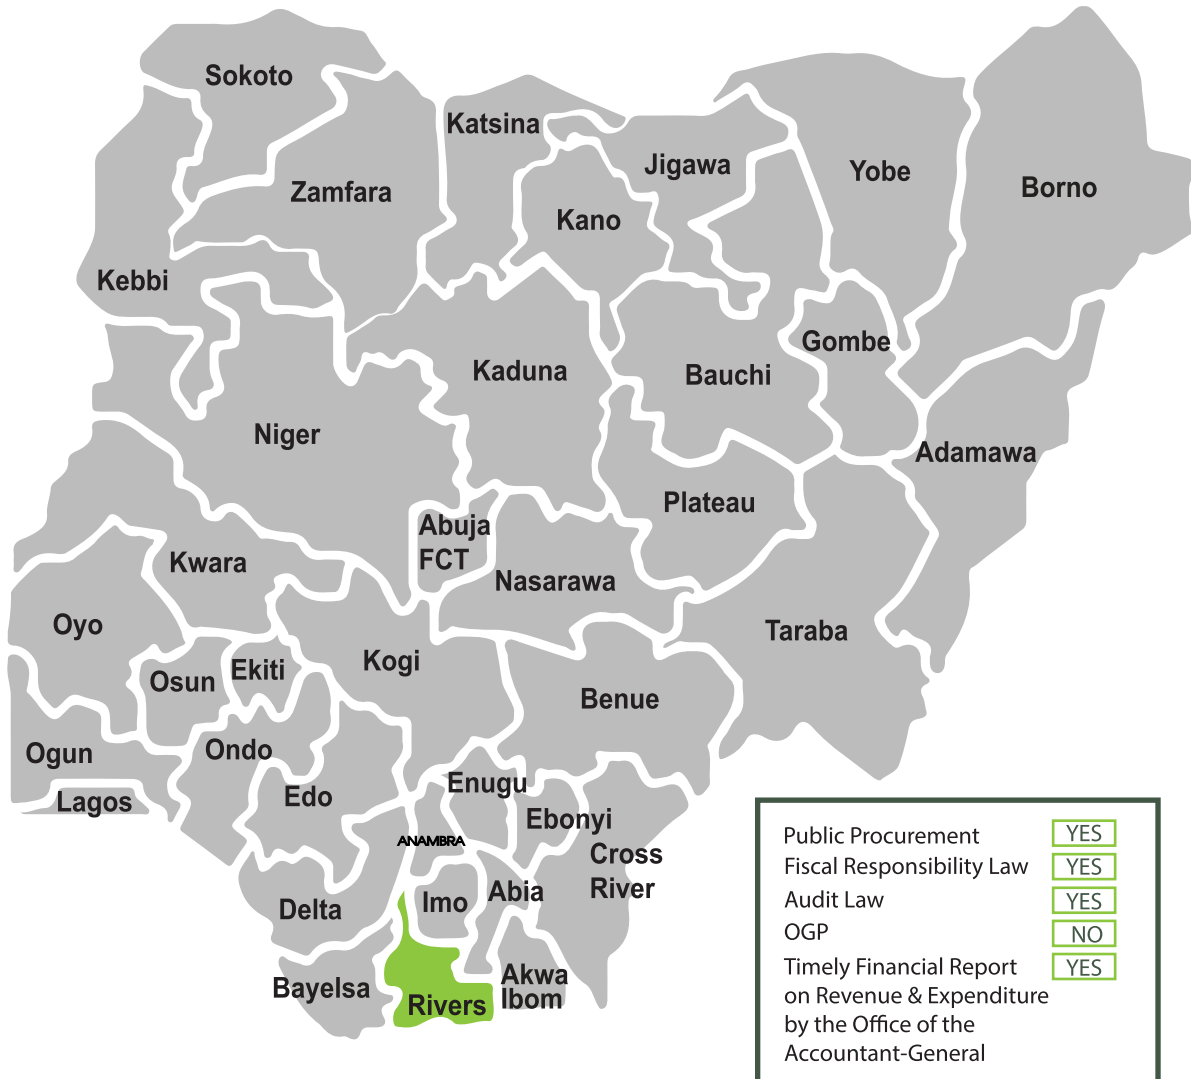 Sokoto
Katsina
Jigawa
Yobe
Borno
Zamfara
Kano
Kebbi
Gombe
Kaduna
Bauchi
Niger
Adamawa
Plateau
Abuja
FCT
Kwara
Nasarawa
Oyo
Taraba
Kogi
Ekiti
Osun
Benue
Ogun
Ondo
Enugu
Edo
Lagos
Ebonyi
ANAMBRA
Cross
River
Abia
Imo
Delta
Akwa
Ibom
Bayelsa
Rivers
Public Procurement YES
Fiscal Responsibility Law YES
Audit Law YES
OGP NO
Timely Financial Report YES
on Revenue & Expenditure
by the Office of the
Accountant-General